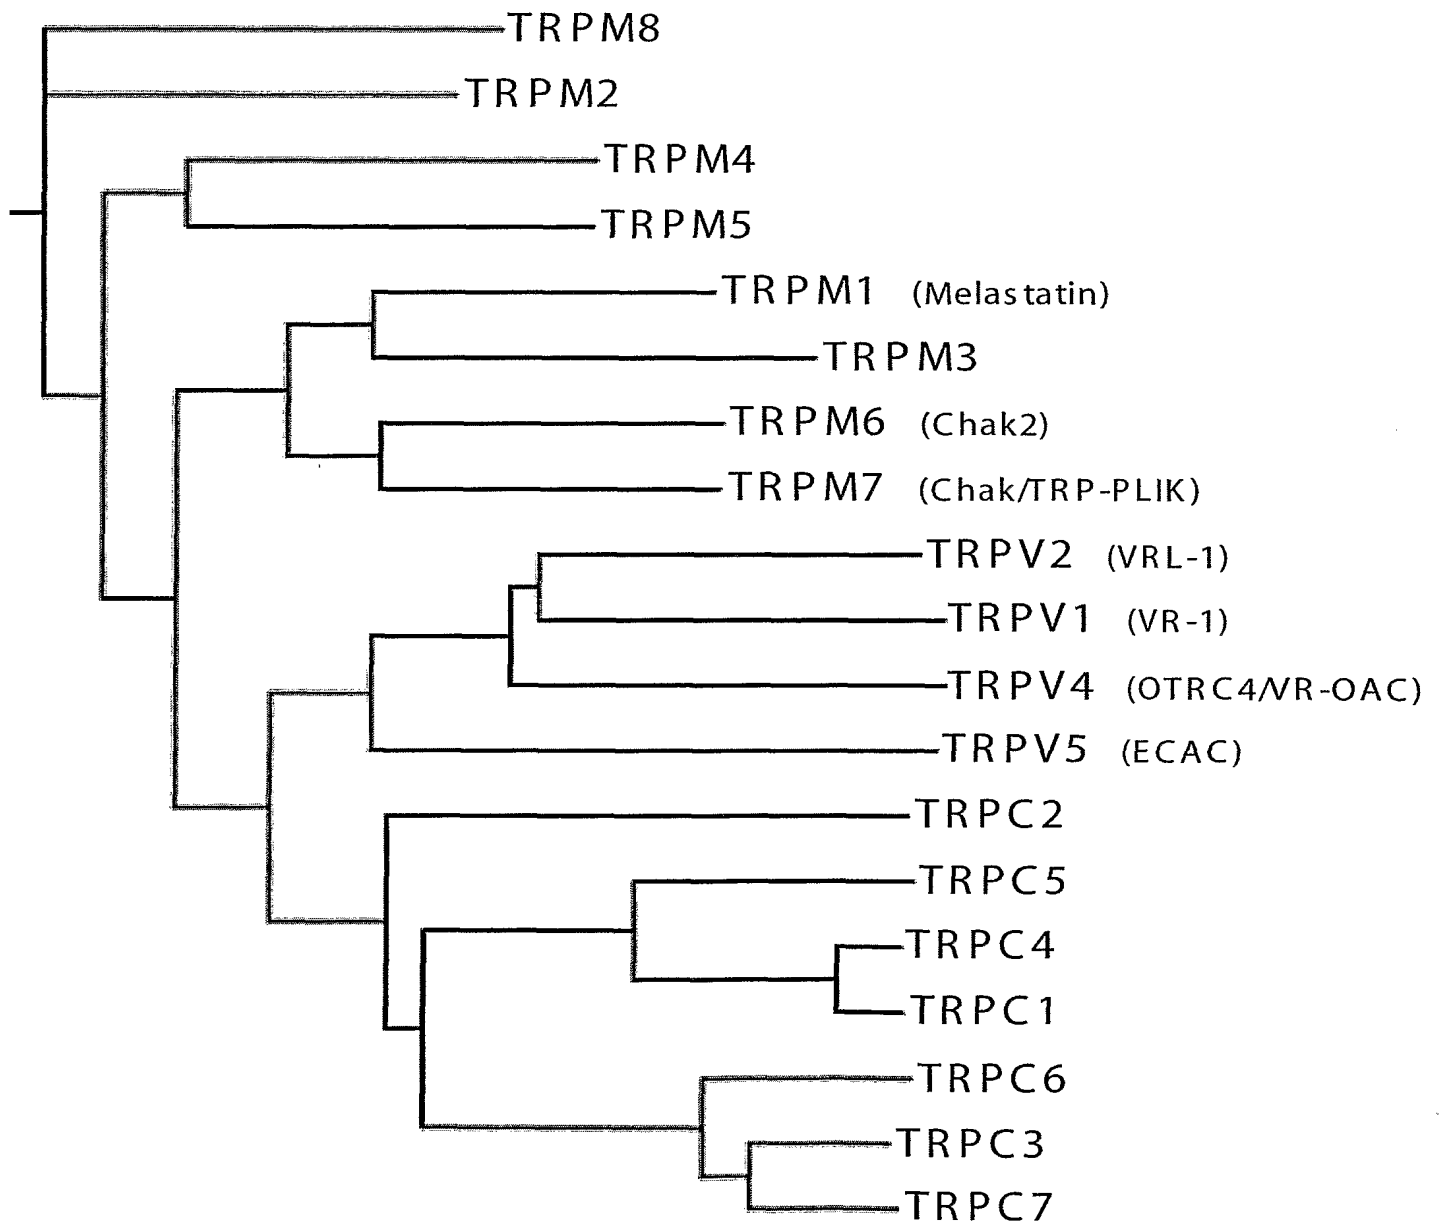 TRPM8
TRPM2
TRPM4
TRPM5
TRPM1 (Melastatin)
TRPM3
TRPM6 (Chak2)
TRPM7 (Chak/TRP-PLIK)
TRPV2 (VRL-1)
TRPV1 (VR-1)
TRPV4 (OTRC4/VR-OAC)
TRPV5 (ECAC)
TRPC2
TRPC5
TRPC4
TRPC1
TRPC6
TRPC3
TRPC7